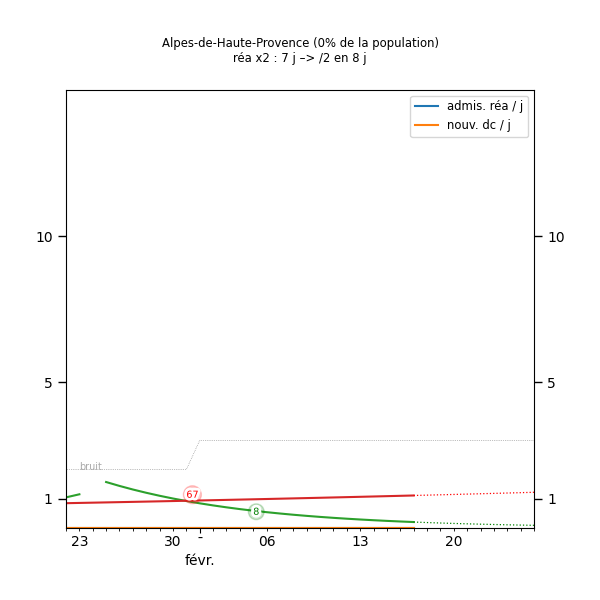 Alpes-de-Haute-Provence (0% de la population)
réa x2 : 7 j –> /2 en 8 j
admis. réa / j
nouv. dc / j
10 10
5 5
bruit
67
1 1
8
23 30 - 06 13 20
févr.